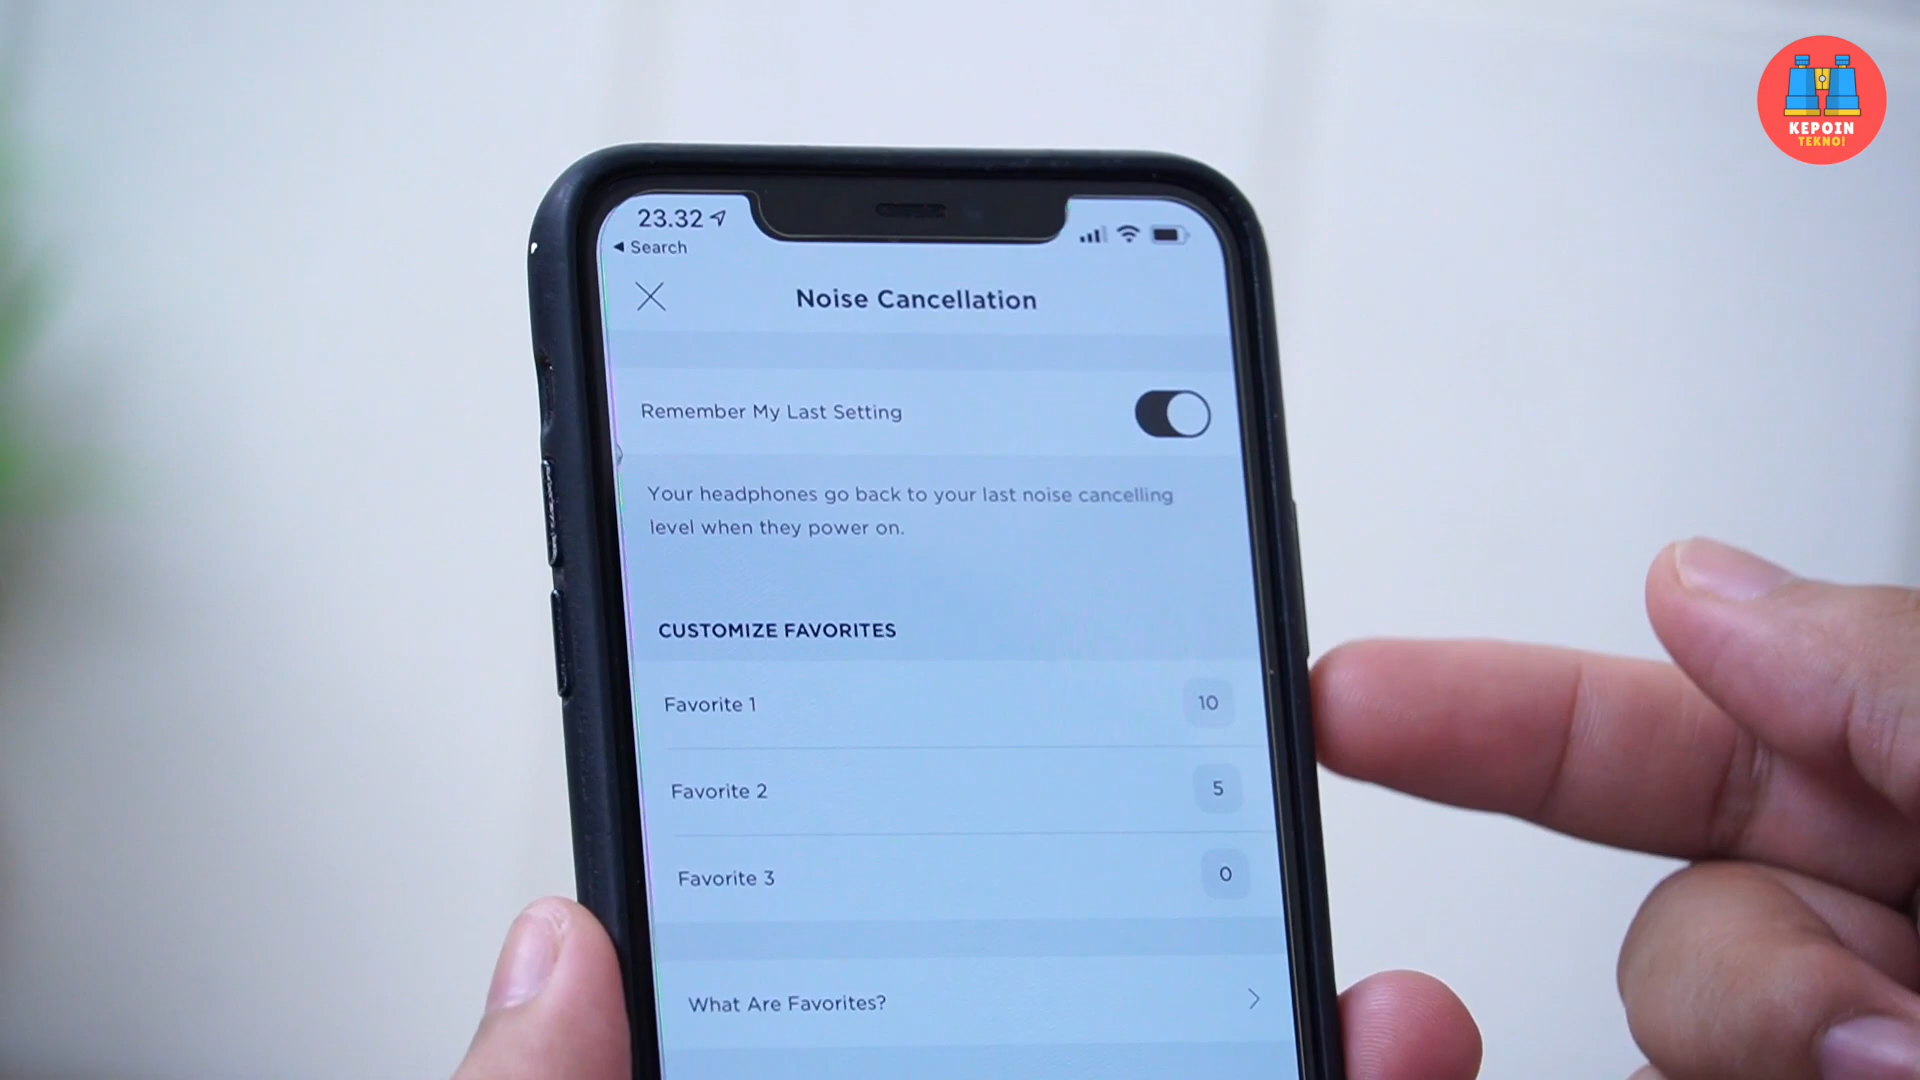 KEPOIN
TEKNO!
23.32
Search
Noise Cancellation
Remember My Last Setting
Your headphones go back to your last noise cancelling
level when they power on.
CUSTOMIZE FAVORITES
Favorite 1 10
Favorite 2 5
Favorite 3 0
What Are Favorites?